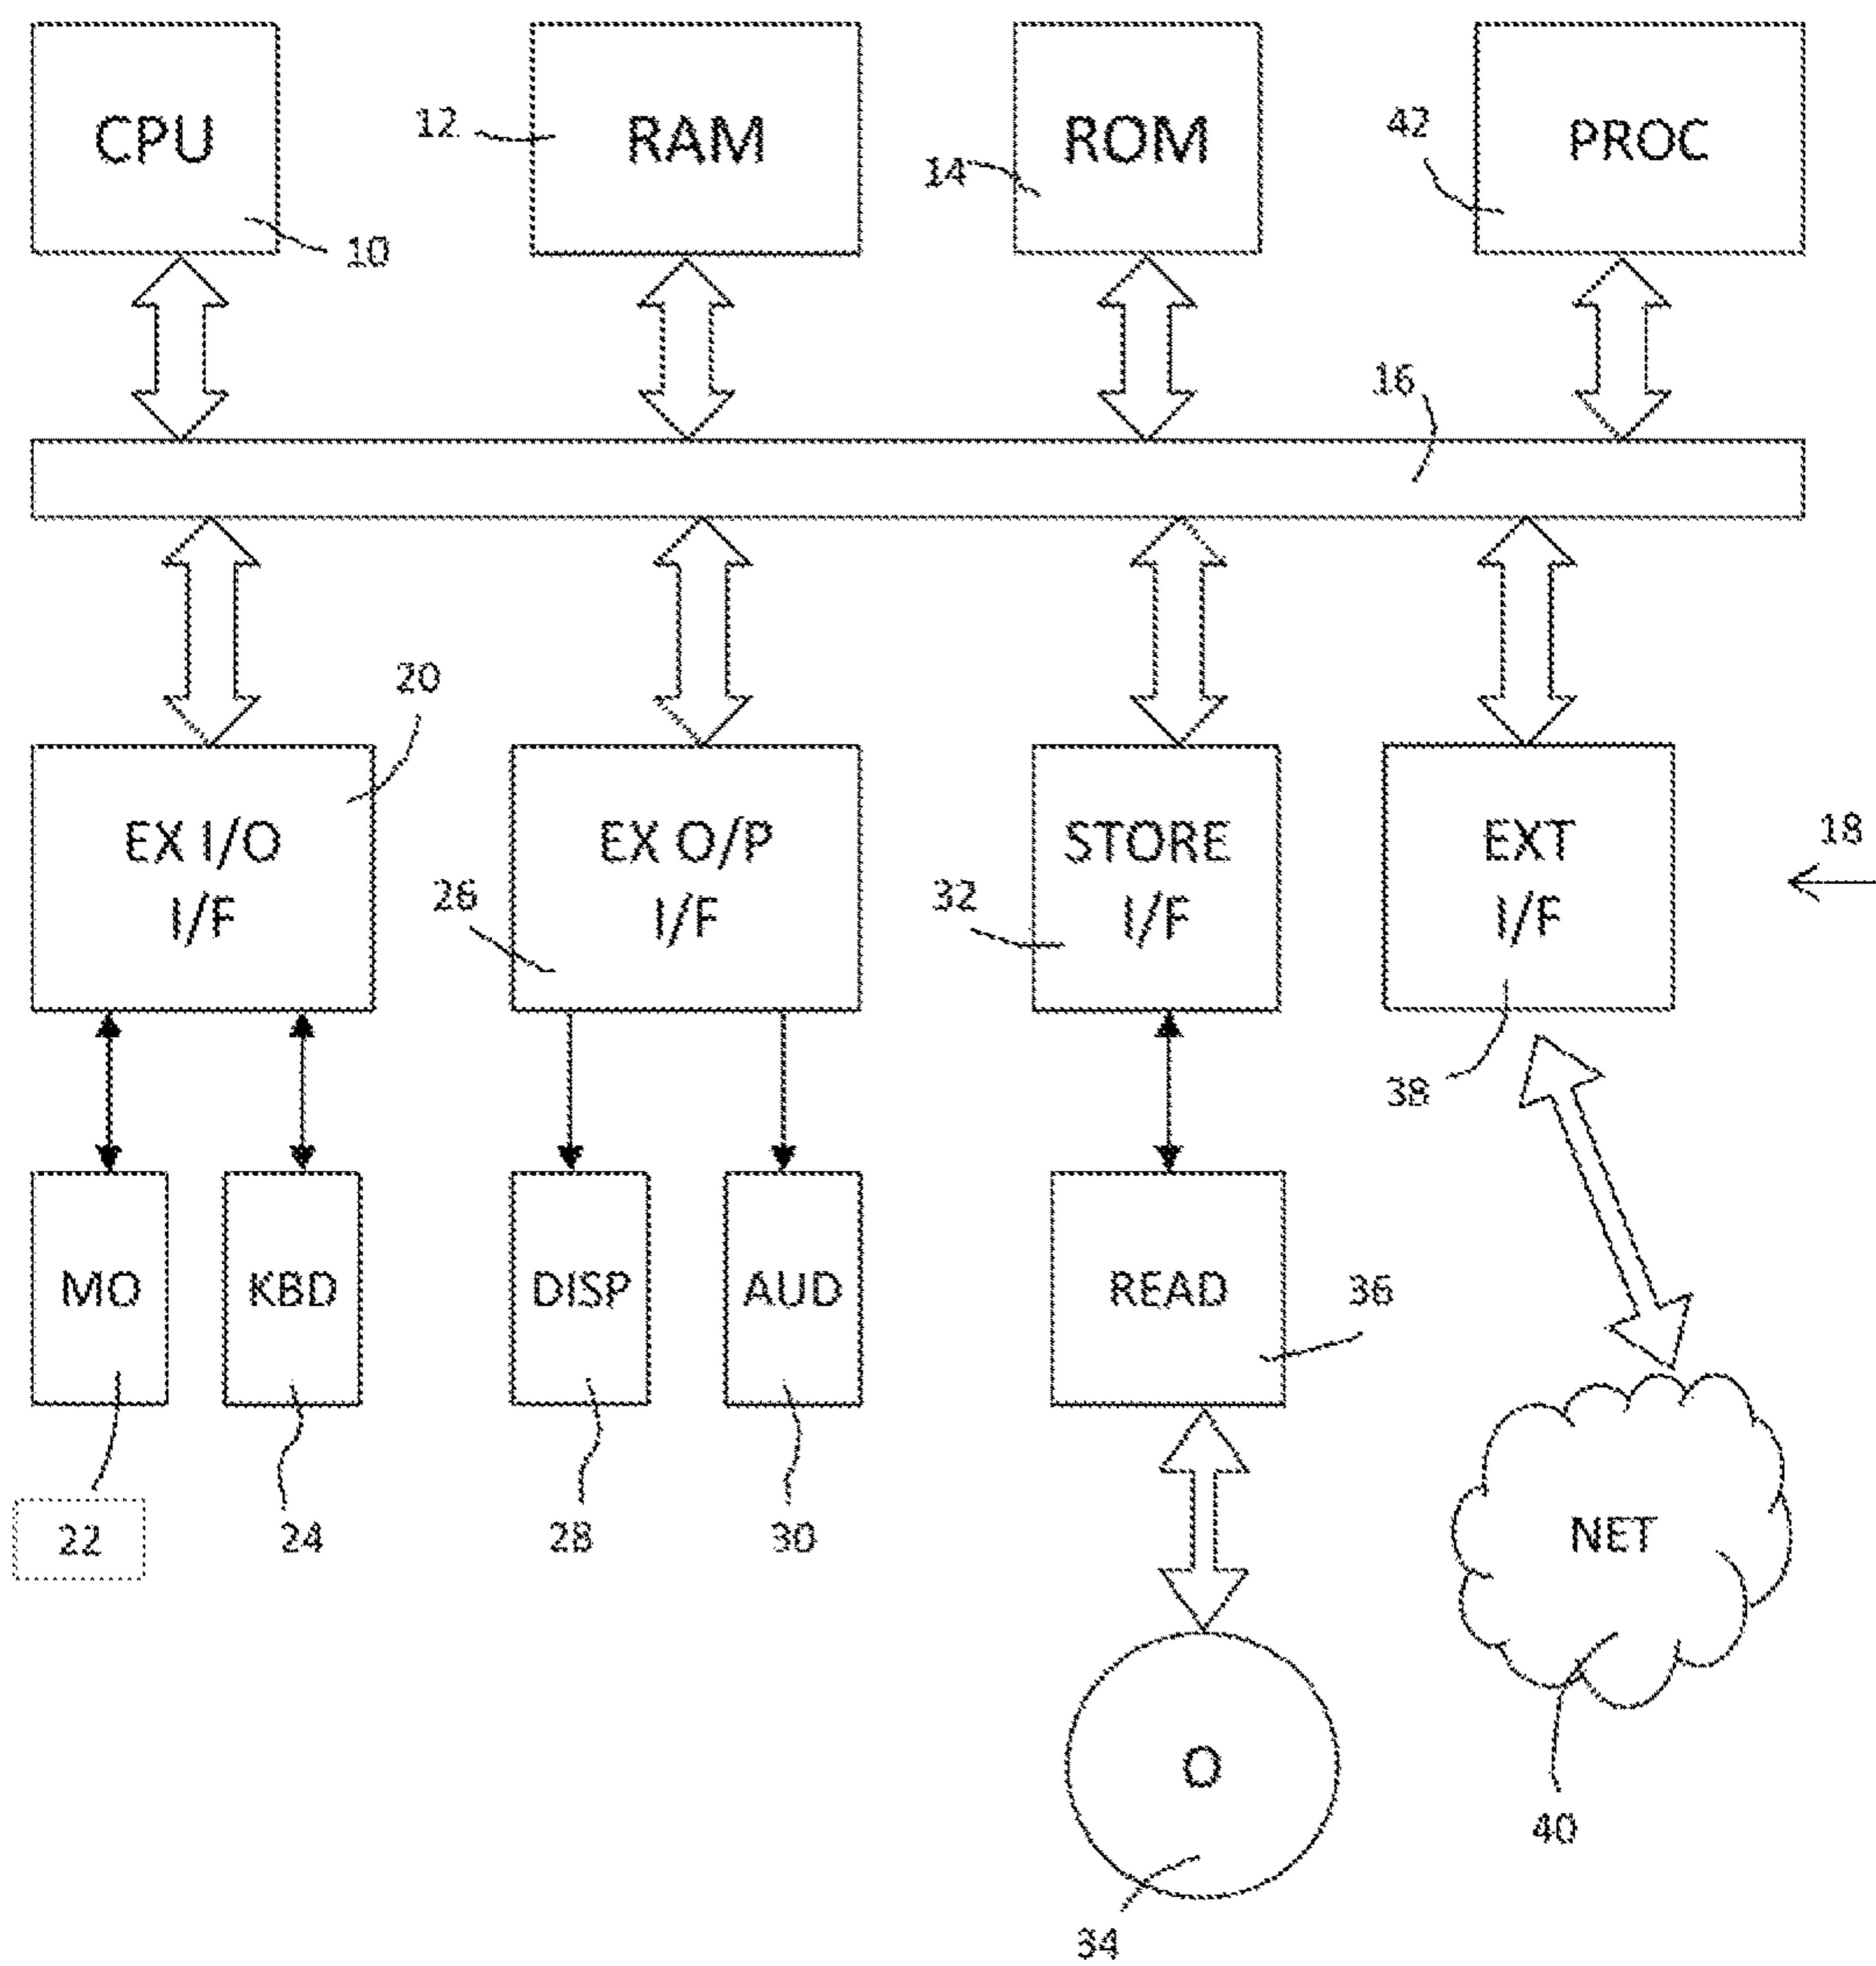 CPU
10
12
RAM
14
ROM
42
PROC
16
20
EX I/O
I/F
26
EX O/P
I/F
32
STORE
I/F
EXT
I/F
38
18
MO
22
KBD
24
DISP
28
AUD
30
READ
36
O
34
NET
40